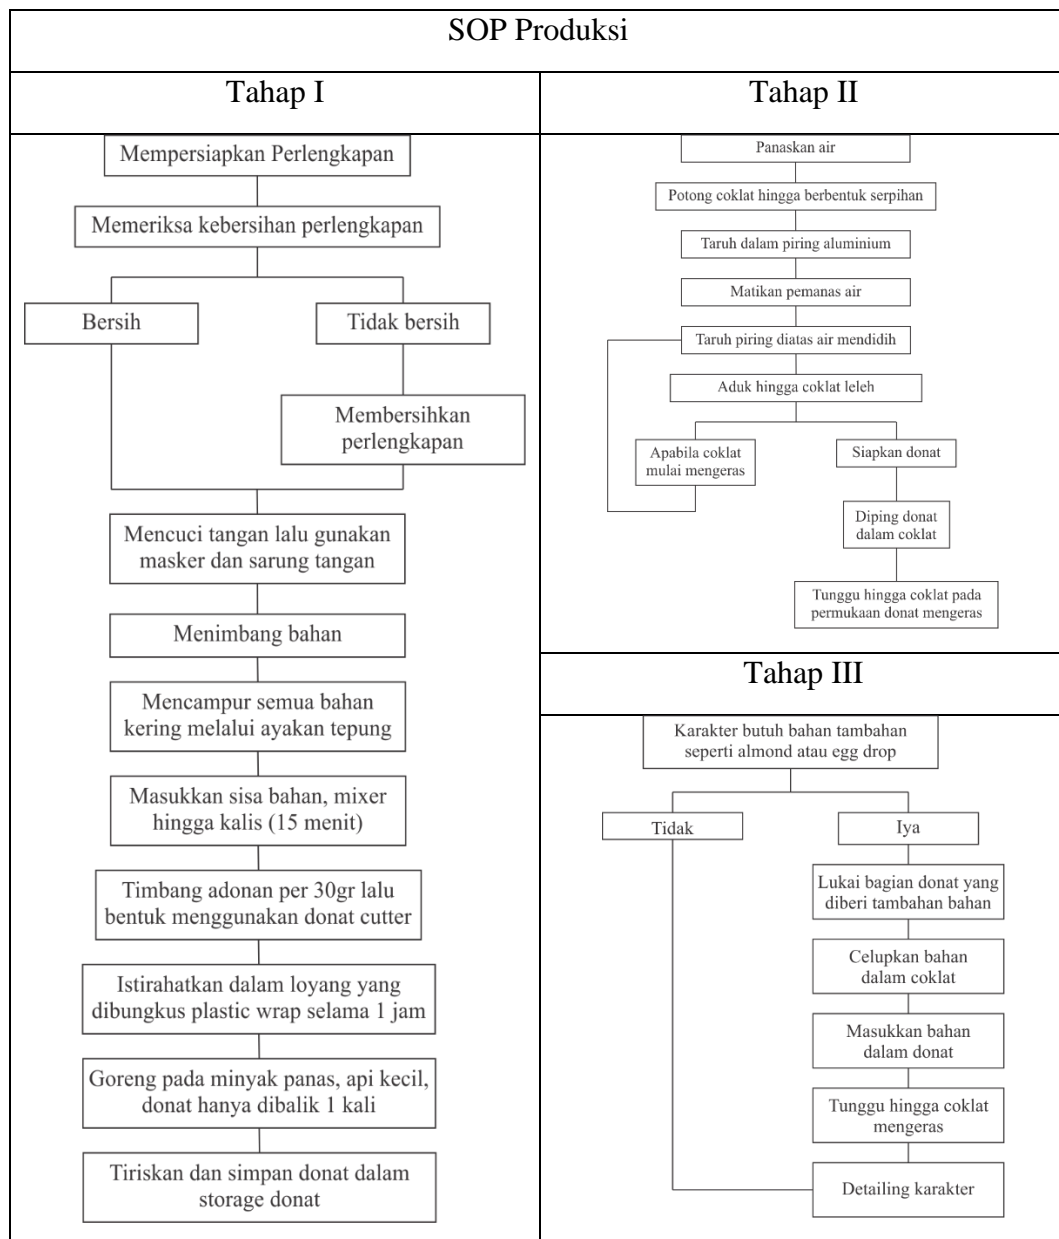 SOP Produksi
Tahap I
Mempersiapkan Perlengkapan
Memeriksa kebersihan perlengkapan
Bersih
Tidak bersih
Membersihkan
perlengkapan
Mencuci tangan lalu gunakan
masker dan sarung tangan
Menimbang bahan
Mencampur semua bahan
kering melalui ayakan tepung
Masukkan sisa bahan, mixer
hingga kalis (15 menit)
Timbang adonan per 30gr lalu
bentuk menggunakan donat cutter
Istirahatkan dalam loyang yang
dibungkus plastic wrap selama 1 jam
Goreng pada minyak panas, api kecil,
donat hanya dibalik 1 kali
Tiriskan dan simpan donat dalam
storage donat
Tahap II
Panaskan air
Potong coklat hingga berbentuk serpihan
Taruh dalam piring aluminium
Matikan pemanas air
Taruh piring diatas air mendidih
Aduk hingga coklat leleh
Apabila coklat
mulai mengeras
Siapkan donat
Diping donat
dalam coklat
Tunggu hingga coklat pada
permukaan donat mengeras
Tahap III
Karakter butuh bahan tambahan
seperti almond atau egg drop
Tidak
Iya
Lukai bagian donat yang
diberi tambahan bahan
Celupkan bahan
dalam coklat
Masukkan bahan
dalam donat
Tunggu hingga coklat
mengeras
Detailing karakter